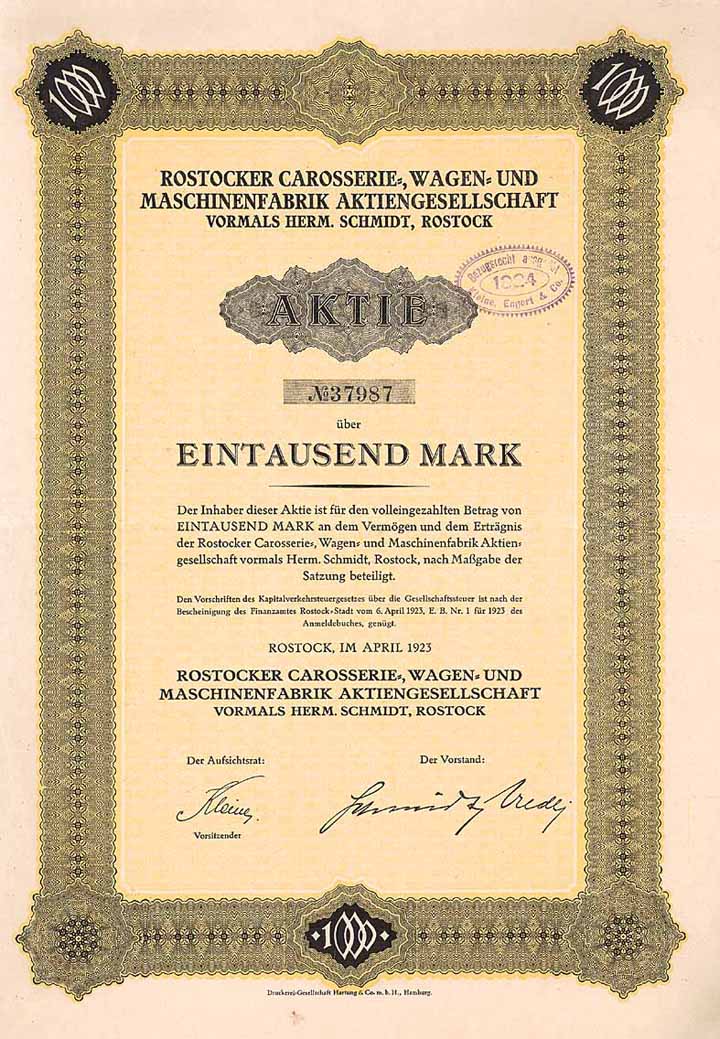 1000 1000
ROSTOCKER CAROSSERIE-, WAGEN- UND
MASCHINENFABRIK AKTIENGESELLSCHAFT
VORMALS HERM. SCHMIDT, ROSTOCK
Bezugsrecht
1924
Engert & Co.
AKTIE
№37987
über
EINTAUSEND MARK
Der Inhaber dieser Aktie ist für den volleingezahlten Betrag von
EINTAUSEND MARK an dem Vermögen und dem Erträgnis
der Rostocker Carosserie-, Wagen- und Maschinenfabrik Aktien-
gesellschaft vormals Herm. Schmidt, Rostock, nach Maßgabe der
Satzung beteiligt.
Den Vorschriften des Kapitalverkehrsteuergesetzes über die Gesellschaftssteuer ist nach der
Bescheinigung des Finanzamtes Rostock-Stadt vom 6. April 1923, E. B. Nr. 1 für 1923 des
Anmeldebuches, genügt.
ROSTOCK, IM APRIL 1923
ROSTOCKER CAROSSERIE-, WAGEN- UND
MASCHINENFABRIK AKTIENGESELLSCHAFT
VORMALS HERM. SCHMIDT, ROSTOCK
Der Aufsichtsrat: Der Vorstand:
Schmidt
Vorsitzender
1000
Druckerei-Gesellschaft Hartung & Co. m. b. H., Hamburg.